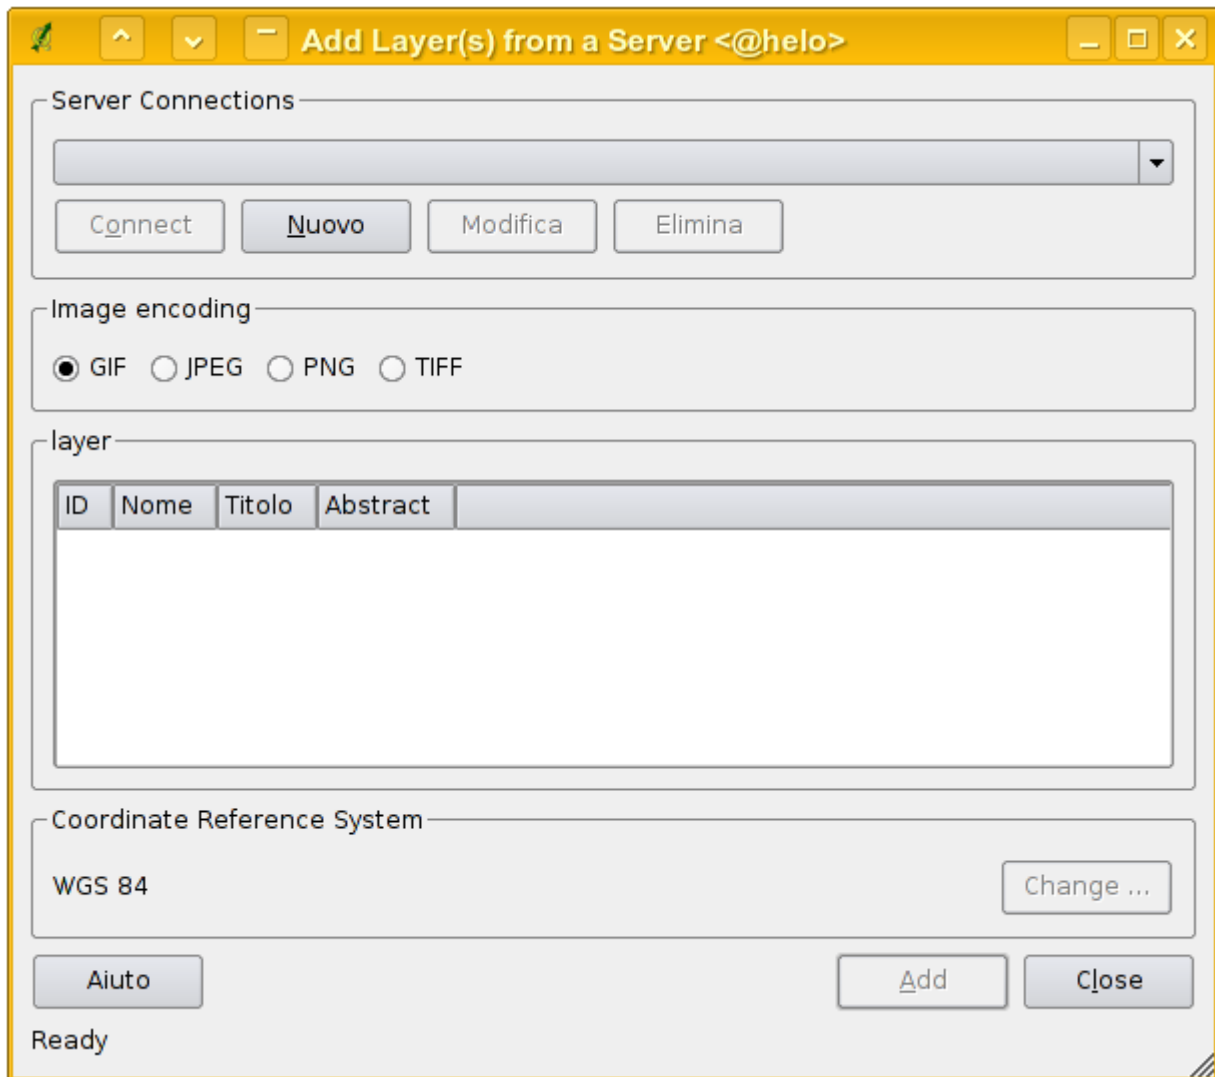 Add Layer(s) from a Server <@helo>
Server Connections
Connect Nuovo Modifica Elimina
Image encoding
GIF JPEG PNG TIFF
layer
ID Nome Titolo Abstract
Coordinate Reference System
WGS 84 Change ...
Aiuto Add Close
Ready